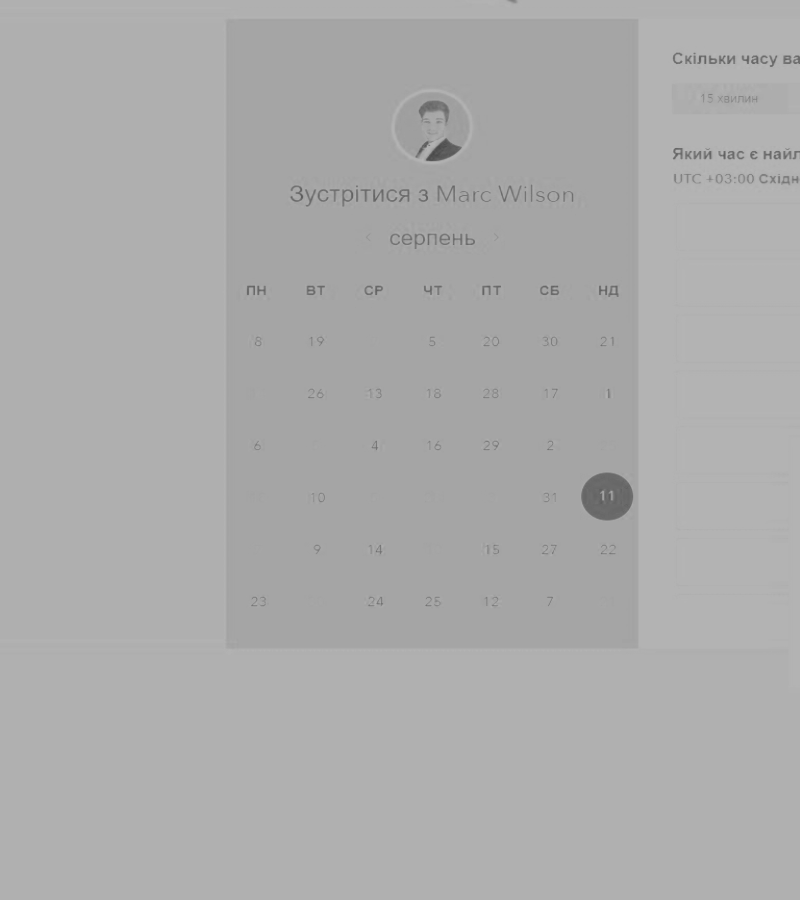 Скільки часу ва
15 хвилин
Який час є найл
UTC +03:00 Східн
Зустрітися з Marc Wilson
< серпень >
ПН ВТ СР ЧТ ПТ СБ НД
8 19 5 20 30 21
26 13 18 28 17 1
6 4 16 29 2
10 31 11
9 14 15 27 22
23 24 25 12 7